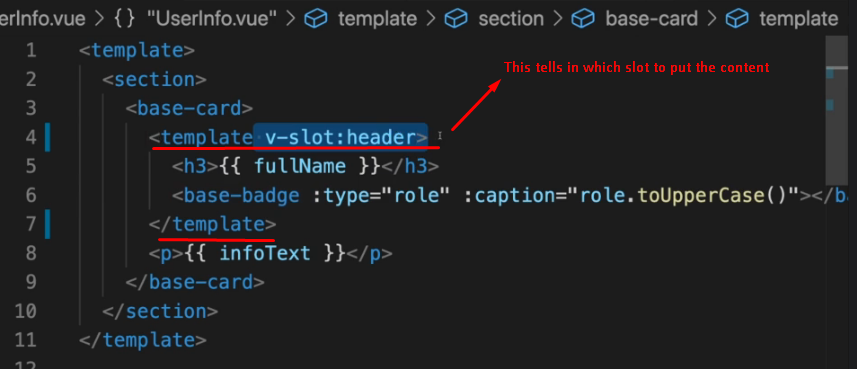 erInfo.vue > {} "UserInfo.vue" > template > section > base-card > template
1 <template>
2 <section>
3 <base-card>
This tells in which slot to put the content
4 <template v-slot:header>
5 <h3>{{ fullName }}</h3>
6 <base-badge :type="role" :caption="role.toUpperCase()"></ba
7 </template>
8 <p>{{ infoText }}</p>
9 </base-card>
10 </section>
11 </template>
12